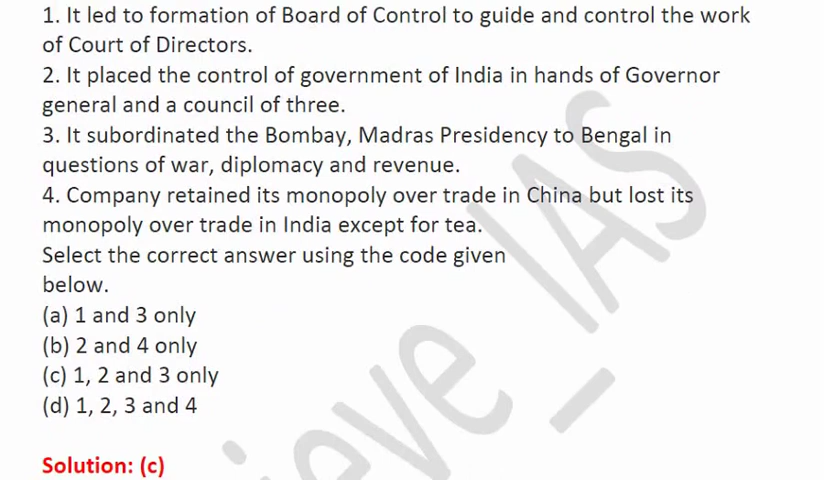 1. It led to formation of Board of Control to guide and control the work
of Court of Directors.
2. It placed the control of government of India in hands of Governor
general and a council of three.
3. It subordinated the Bombay, Madras Presidency to Bengal in
questions of war, diplomacy and revenue.
4. Company retained its monopoly over trade in China but lost its
monopoly over trade in India except for tea.
Select the correct answer using the code given
below.
(a) 1 and 3 only
(b) 2 and 4 only
(c) 1, 2 and 3 only
(d) 1, 2, 3 and 4
Solution: (c)
ieve_IAS